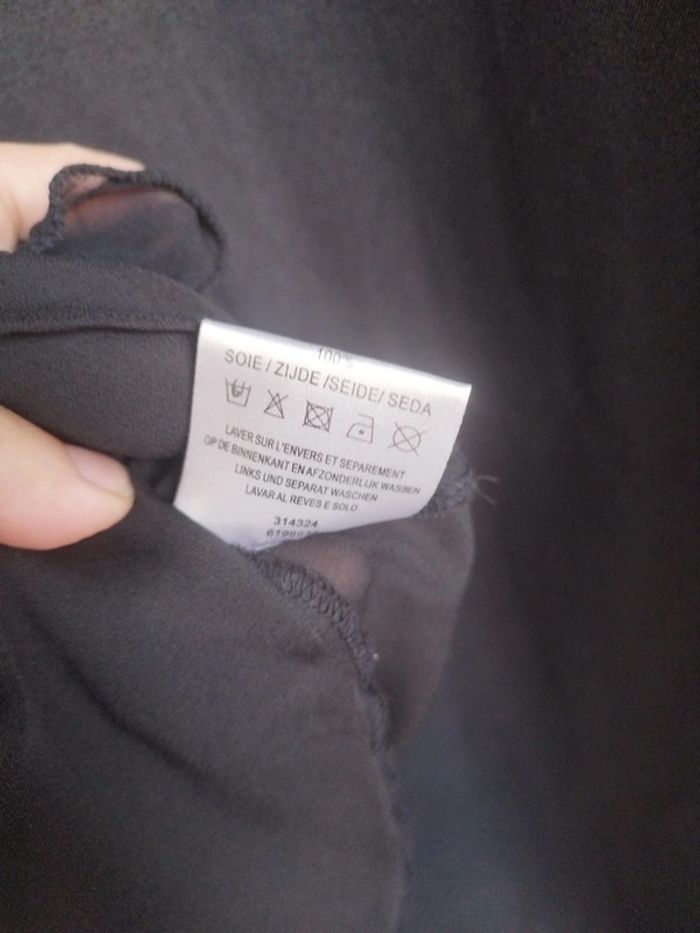 100%
SOIE / ZIJDE /SEIDE/ SEDA
LAVER SUR L'ENVERS ET SEPAREMENT
OP DE BINNENKANT EN AFZONDERLIJK WASSEN
LINKS UND SEPARAT WASCHEN
LAVAR AL REVES E SOLO
314324